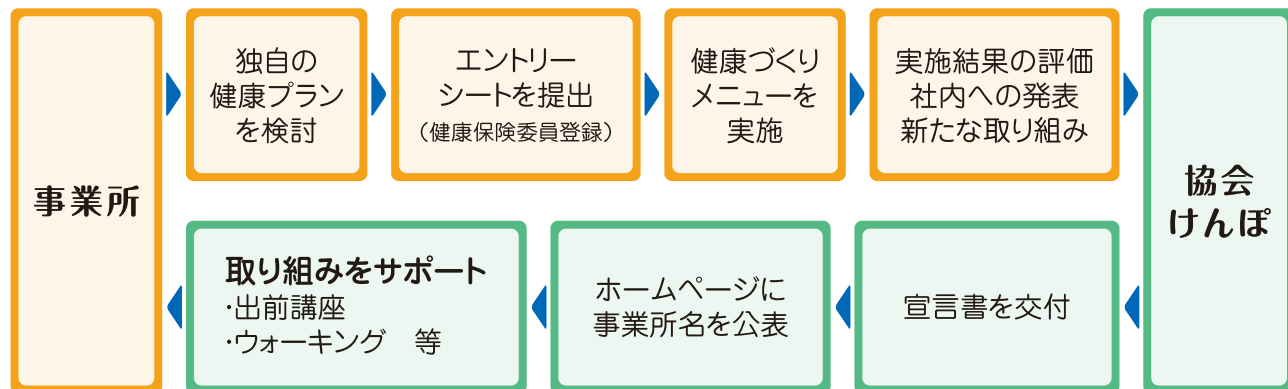 事業所
独自の
健康プラン
を検討
エントリー
シートを提出
（健康保険委員登録）
健康づくり
メニューを
実施
実施結果の評価
社内への発表
新たな取り組み
協会
けんぽ
宣言書を交付
ホームページに
事業所名を公表
取り組みをサポート
・出前講座
・ウォーキング　等